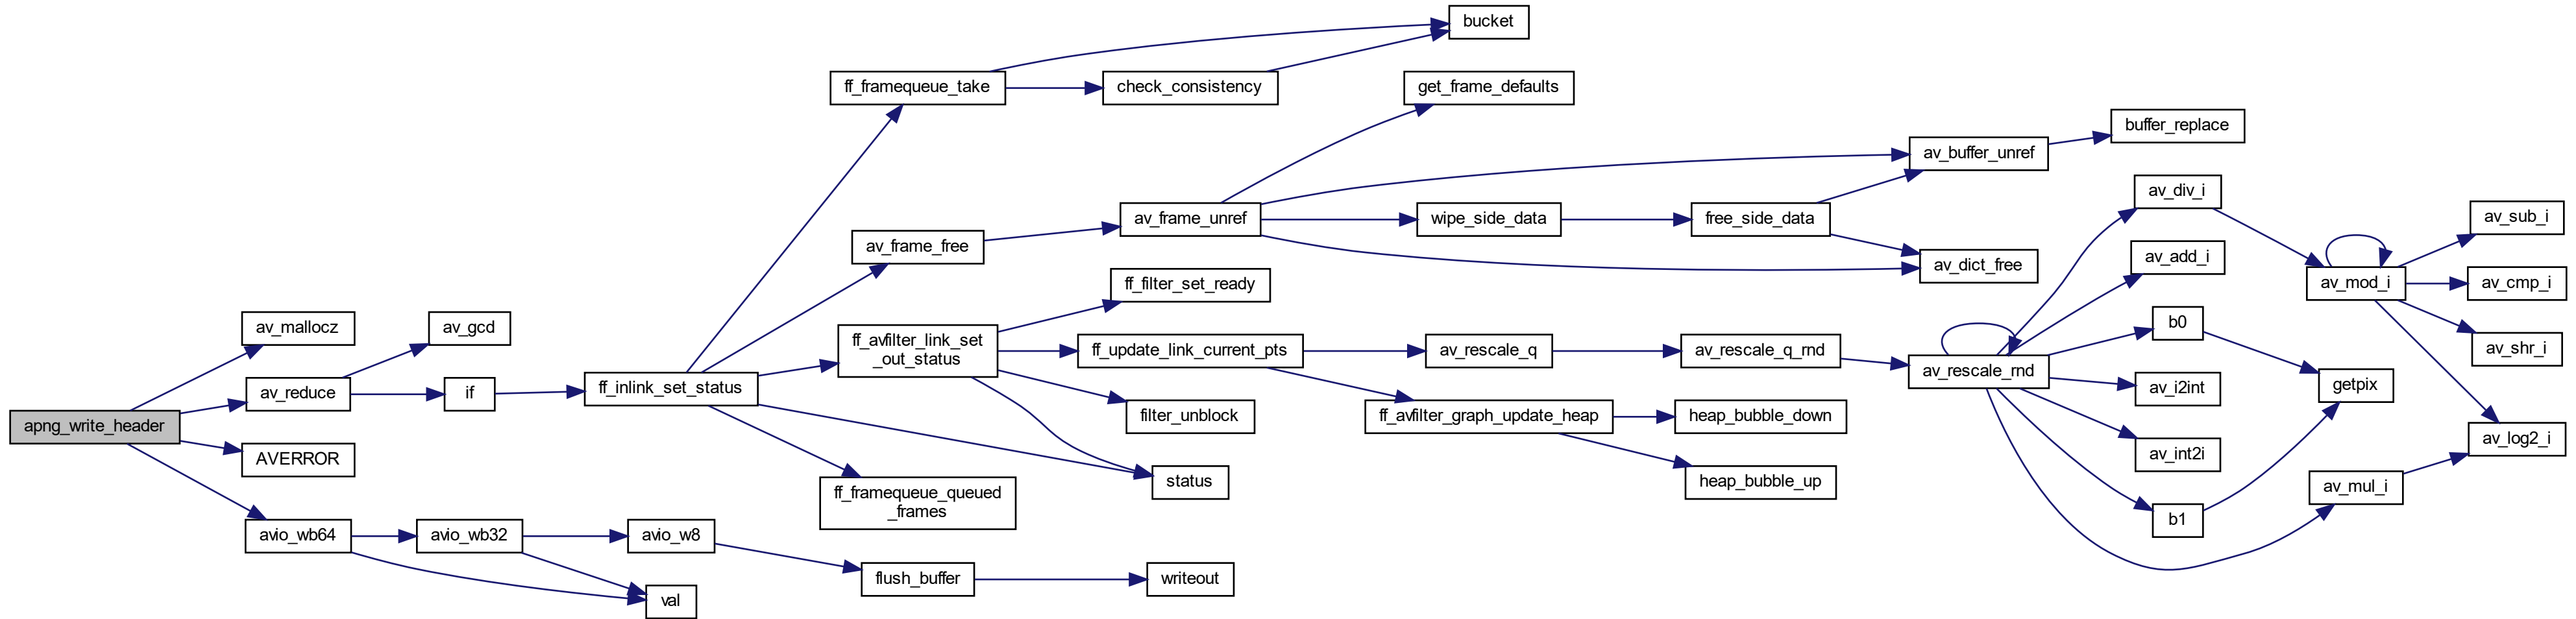 bucket
ff_framequeue_take
check_consistency
get_frame_defaults
buffer_replace
av_buffer_unref
av_div_i
av_frame_unref
wipe_side_data
free_side_data
av_sub_i
av_frame_free
av_dict_free
av_add_i
ff_filter_set_ready
av_mod_i
av_cmp_i
av_mallocz
av_gcd
b0
ff_avfilter_link_set
_out_status
ff_update_link_current_pts
av_rescale_q
av_rescale_q_rnd
av_shr_i
av_rescale_rnd
av_reduce
if
ff_inlink_set_status
av_i2int
getpix
apng_write_header
filter_unblock
ff_avfilter_graph_update_heap
heap_bubble_down
av_log2_i
AVERROR
av_int2i
status
heap_bubble_up
av_mul_i
ff_framequeue_queued
_frames
b1
avio_wb64
avio_wb32
avio_w8
flush_buffer
writeout
val